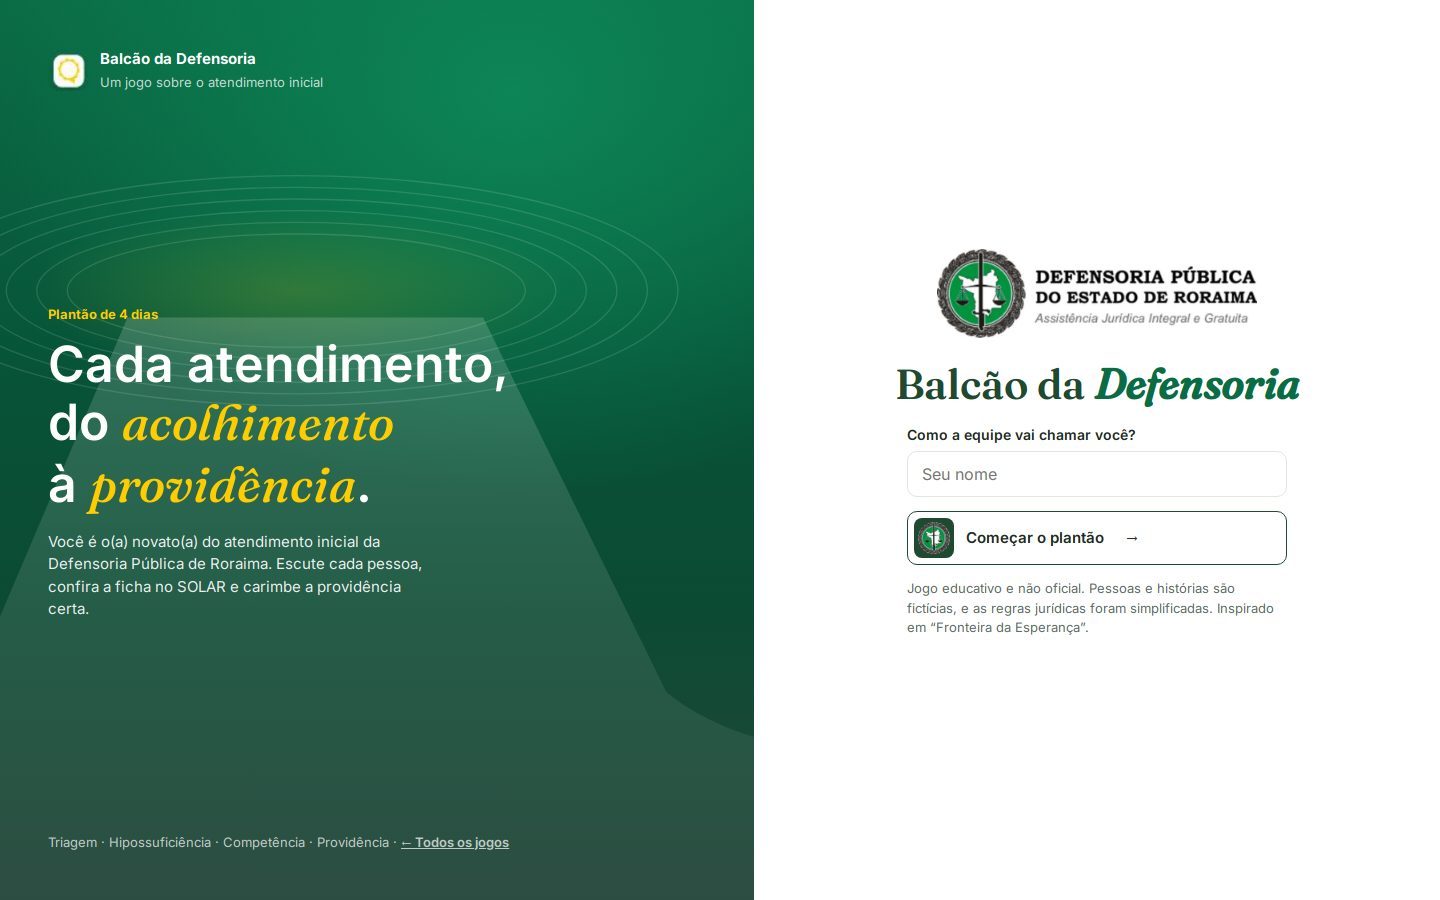 Balcão da Defensoria
Um jogo sobre o atendimento inicial
Plantão de 4 dias
Cada atendimento,
do acolhimento
à providência.
Você é o(a) novato(a) do atendimento inicial da
Defensoria Pública de Roraima. Escute cada pessoa,
confira a ficha no SOLAR e carimbe a providência
certa.
Triagem · Hipossuficiência · Competência · Providência · ← Todos os jogos
DEFENSORIA PÚBLICA
DO ESTADO DE RORAIMA
Assistência Jurídica Integral e Gratuita
Balcão da Defensoria
Como a equipe vai chamar você?
Seu nome
Começar o plantão →
Jogo educativo e não oficial. Pessoas e histórias são
fictícias, e as regras jurídicas foram simplificadas. Inspirado
em “Fronteira da Esperança”.